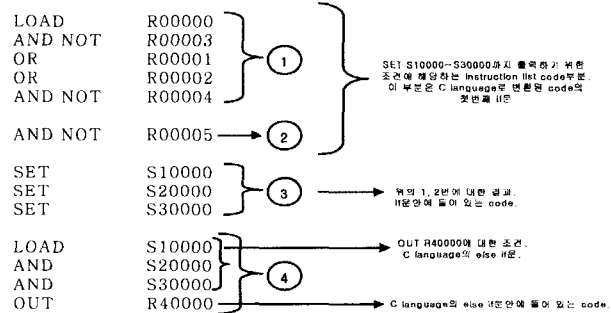 LOAD R00000
AND NOT R00003
OR R00001
OR R00002
AND NOT R00004
1
AND NOT R00005
2
SET S10000~S30000까지 출력하기 위한
조건에 해당하는 Instruction list code부분.
이 부분은 C language로 변환된 code의
첫번째 if문
SET S10000
SET S20000
SET S30000
3
위의 1, 2번에 대한 결과.
if문안에 들어 있는 code.
LOAD S10000
AND S20000
AND S30000
OUT R40000
4
OUT R40000에 대한 조건.
C language의 else if문.
C language의 else if문안에 들어 있는 code.